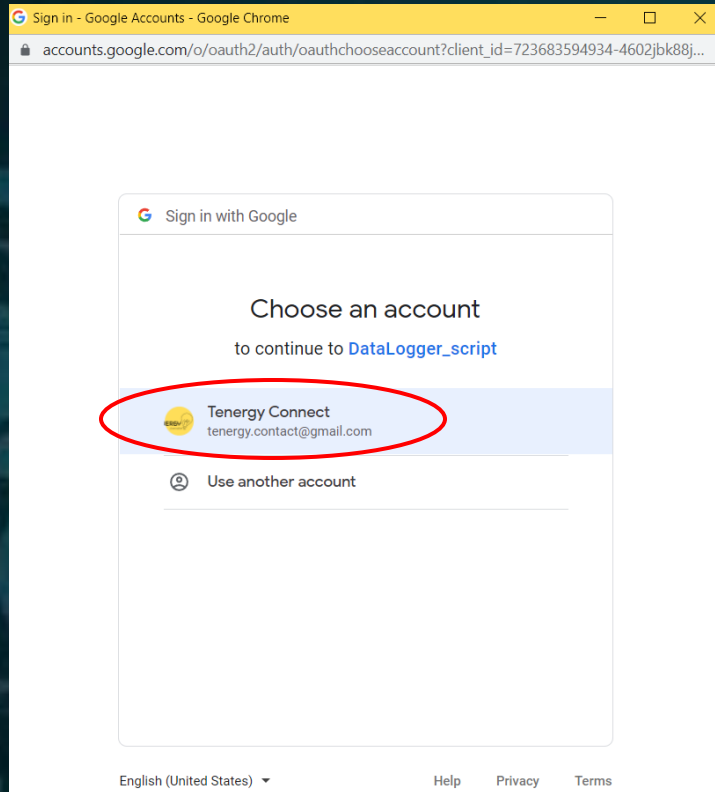 Sign in - Google Accounts - Google Chrome
accounts.google.com/o/oauth2/auth/oauthchooseaccount?client_id=723683594934-4602jbk88j...
Sign in with Google
Choose an account
to continue to DataLogger_script
Tenergy Connect
tenergy.contact@gmail.com
Use another account
English (United States) Help Privacy Terms